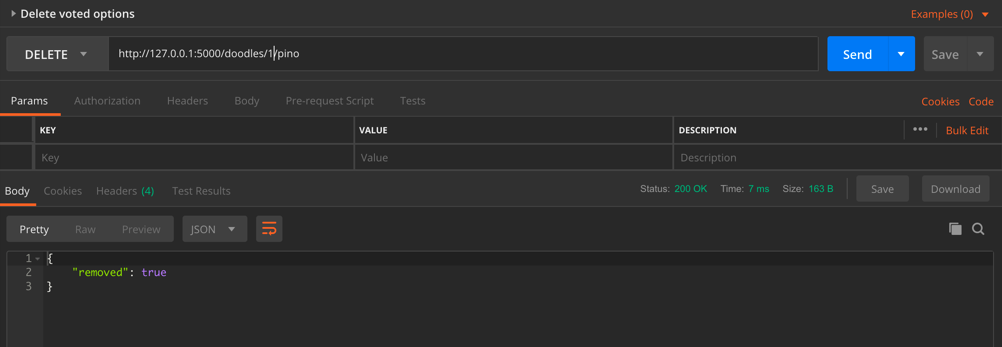 Delete voted options Examples (0)
DELETE http://127.0.0.1:5000/doodles/1/pino Send Save
Params Authorization Headers Body Pre-request Script Tests Cookies Code
KEY VALUE DESCRIPTION ••• Bulk Edit
Key Value Description
Body Cookies Headers (4) Test Results Status: 200 OK Time: 7 ms Size: 163 B Save Download
Pretty Raw Preview JSON
1 {
2 "removed": true
3 }